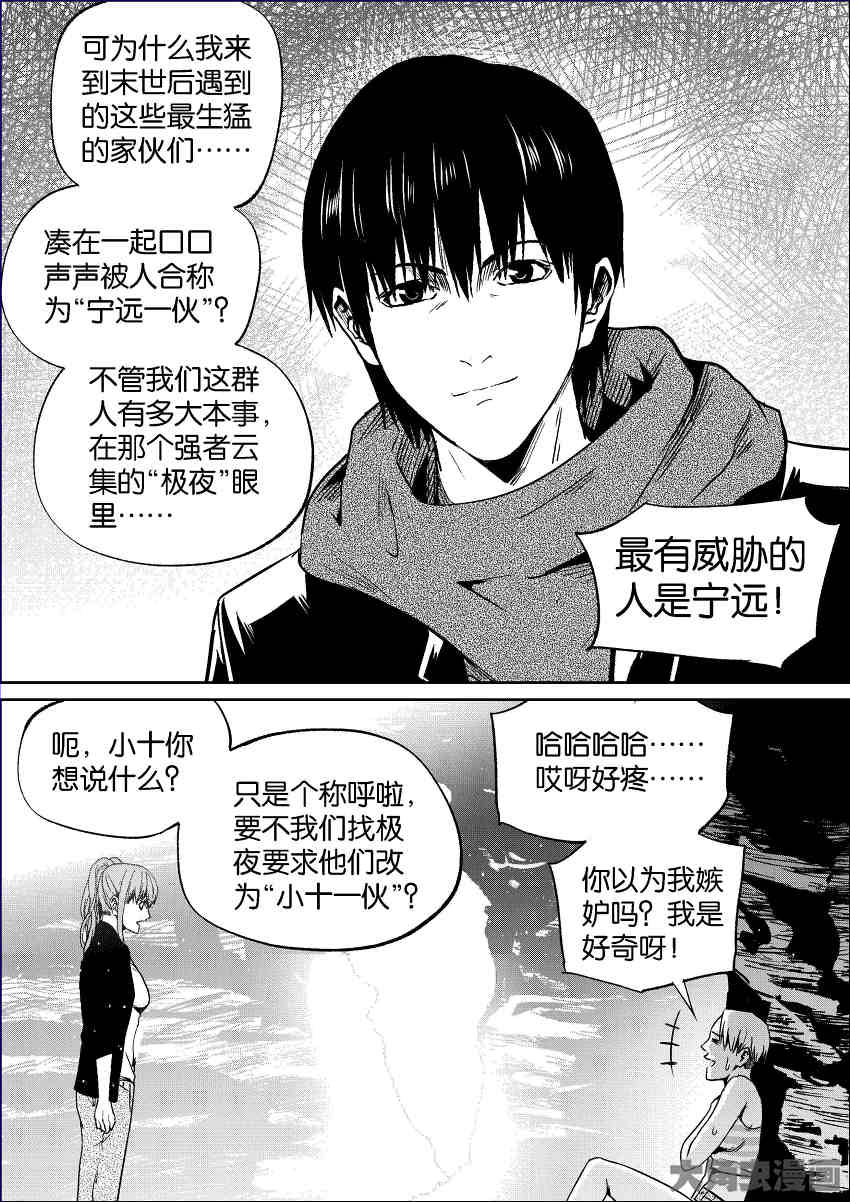 可为什么我来
到末世后遇到
的这些最生猛
的家伙们……
凑在一起口口
声声被人合称
为“宁远一伙”？
不管我们这群
人有多大本事，
在那个强者云
集的“极夜”眼
里……
最有威胁的
人是宁远！
呃，小十你
想说什么？
只是个称呼啦，
要不我们找极
夜要求他们改
为“小十一伙”？
哈哈哈哈……
哎呀好疼……
你以为我嫉
妒吗？我是
好奇呀！
大角虫漫画